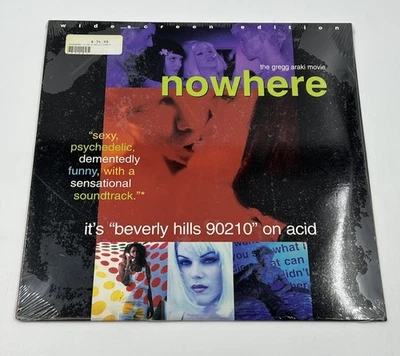 widescreen edition
the gregg araki movie
nowhere
"sexy,
psychedelic,
dementedly
funny, with a
sensational
soundtrack."*
it's "beverly hills 90210" on acid